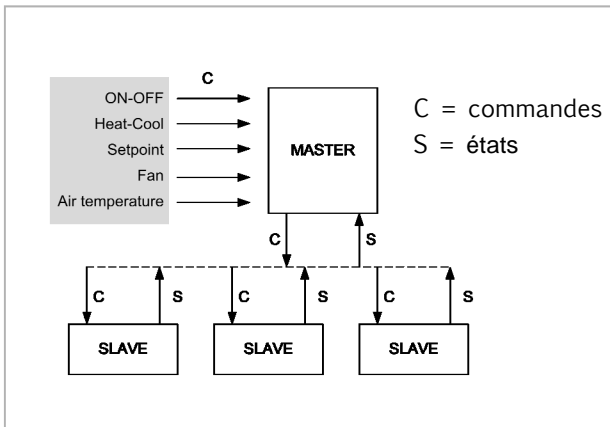 C
ON-OFF
Heat-Cool
Setpoint
Fan
Air temperature
MASTER
C = commandes
S = états
C
S
C
S
C
S
C
S
SLAVE
SLAVE
SLAVE